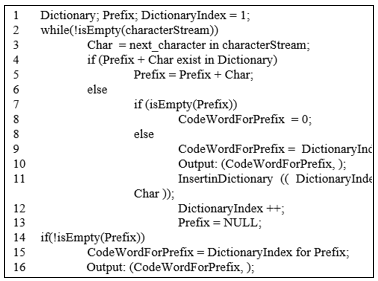 1 Dictionary; Prefix; DictionaryIndex = 1;
2 while(!isEmpty(characterStream))
3 Char = next_character in characterStream;
4 if (Prefix + Char exist in Dictionary)
5 Prefix = Prefix + Char;
6 else
7 if (isEmpty(Prefix))
8 CodeWordForPrefix = 0;
8 else
9 CodeWordForPrefix = DictionaryInd
10 Output: (CodeWordForPrefix, );
11 InsertinDictionary (( DictionaryInde
Char ));
12 DictionaryIndex ++;
13 Prefix = NULL;
14 if(!isEmpty(Prefix))
15 CodeWordForPrefix = DictionaryIndex for Prefix;
16 Output: (CodeWordForPrefix, );